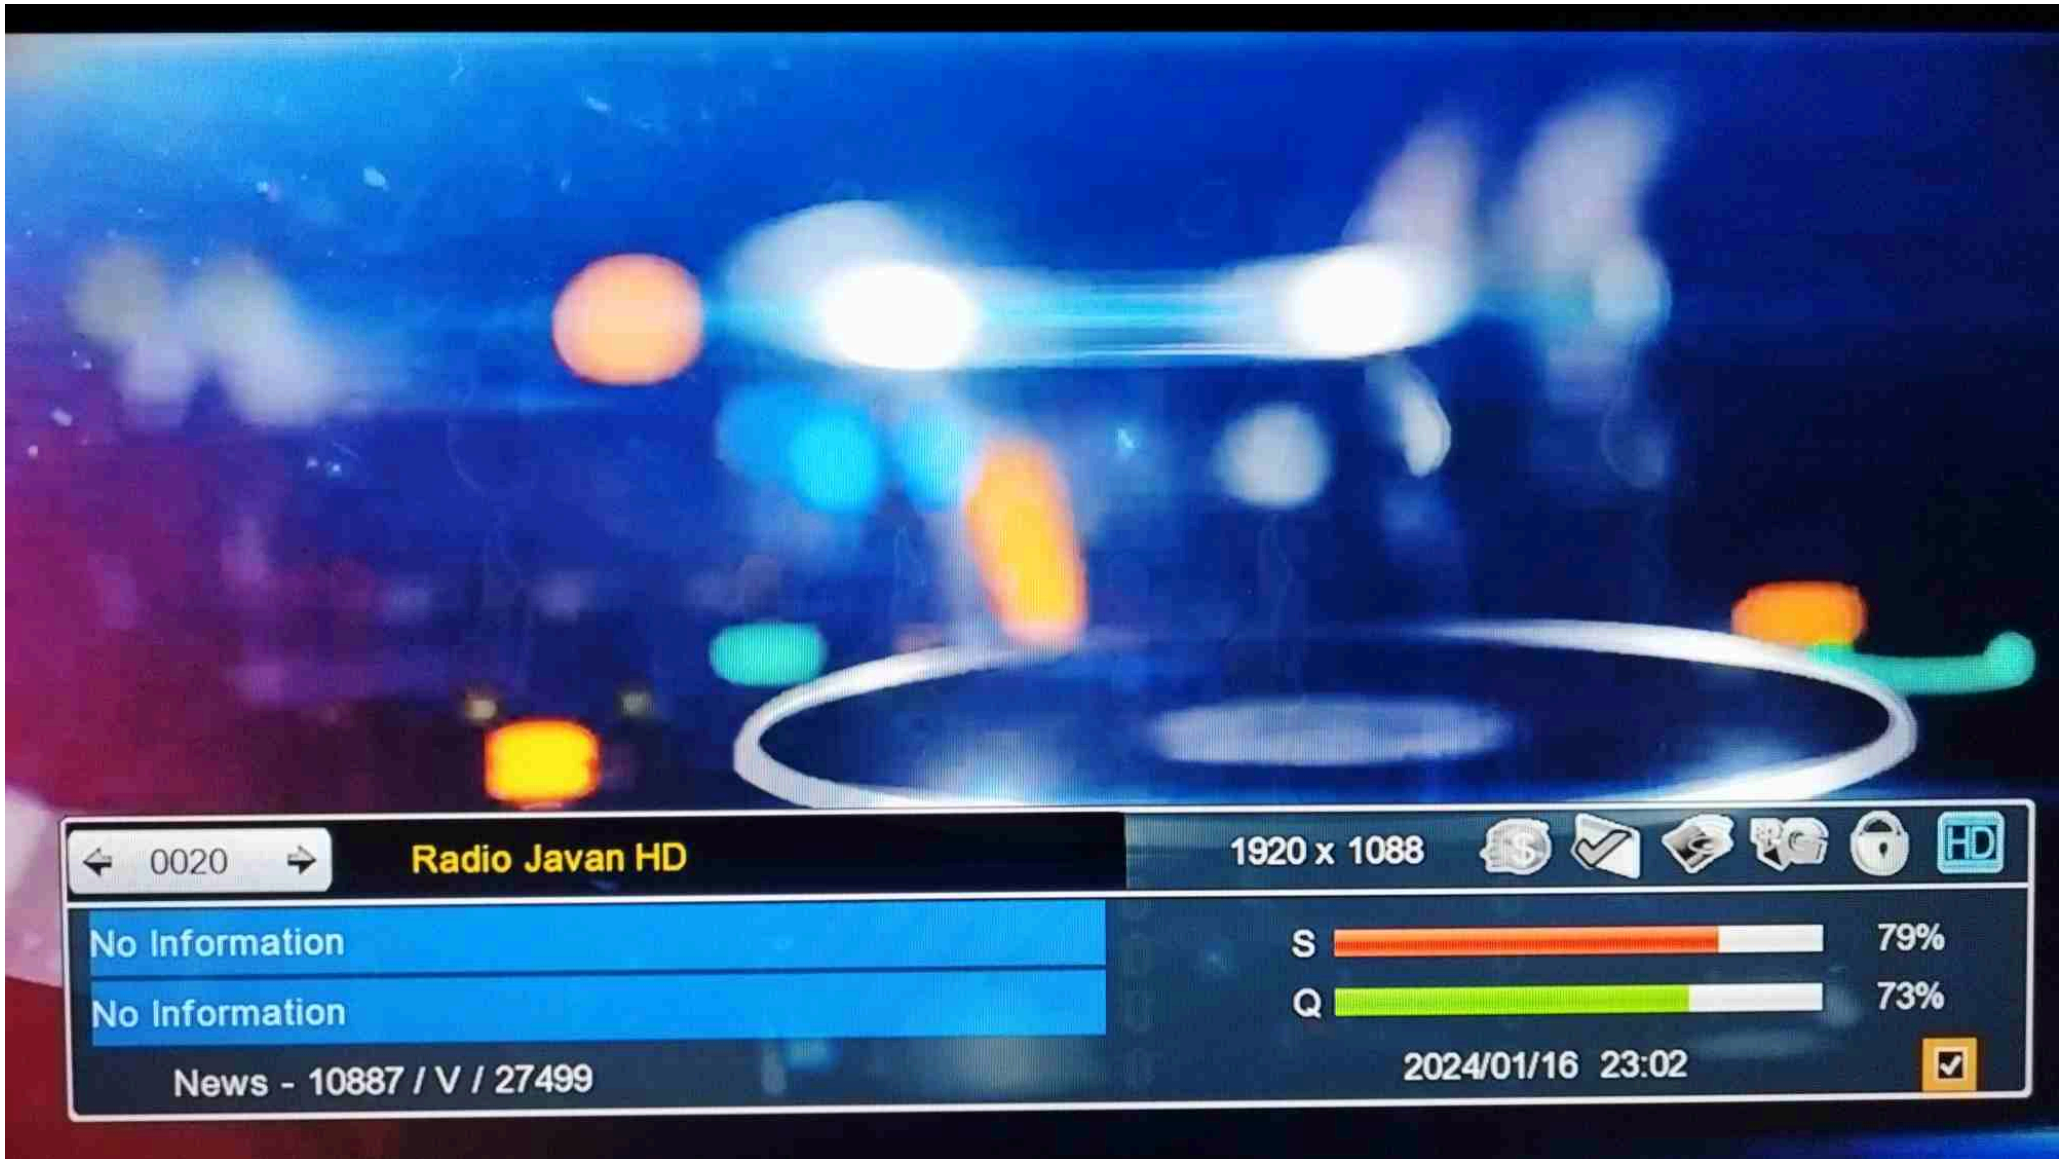 0020
Radio Javan HD
1920 x 1088
HD
No Information
S 79%
No Information
Q 73%
News - 10887 / V / 27499
2024/01/16 23:02